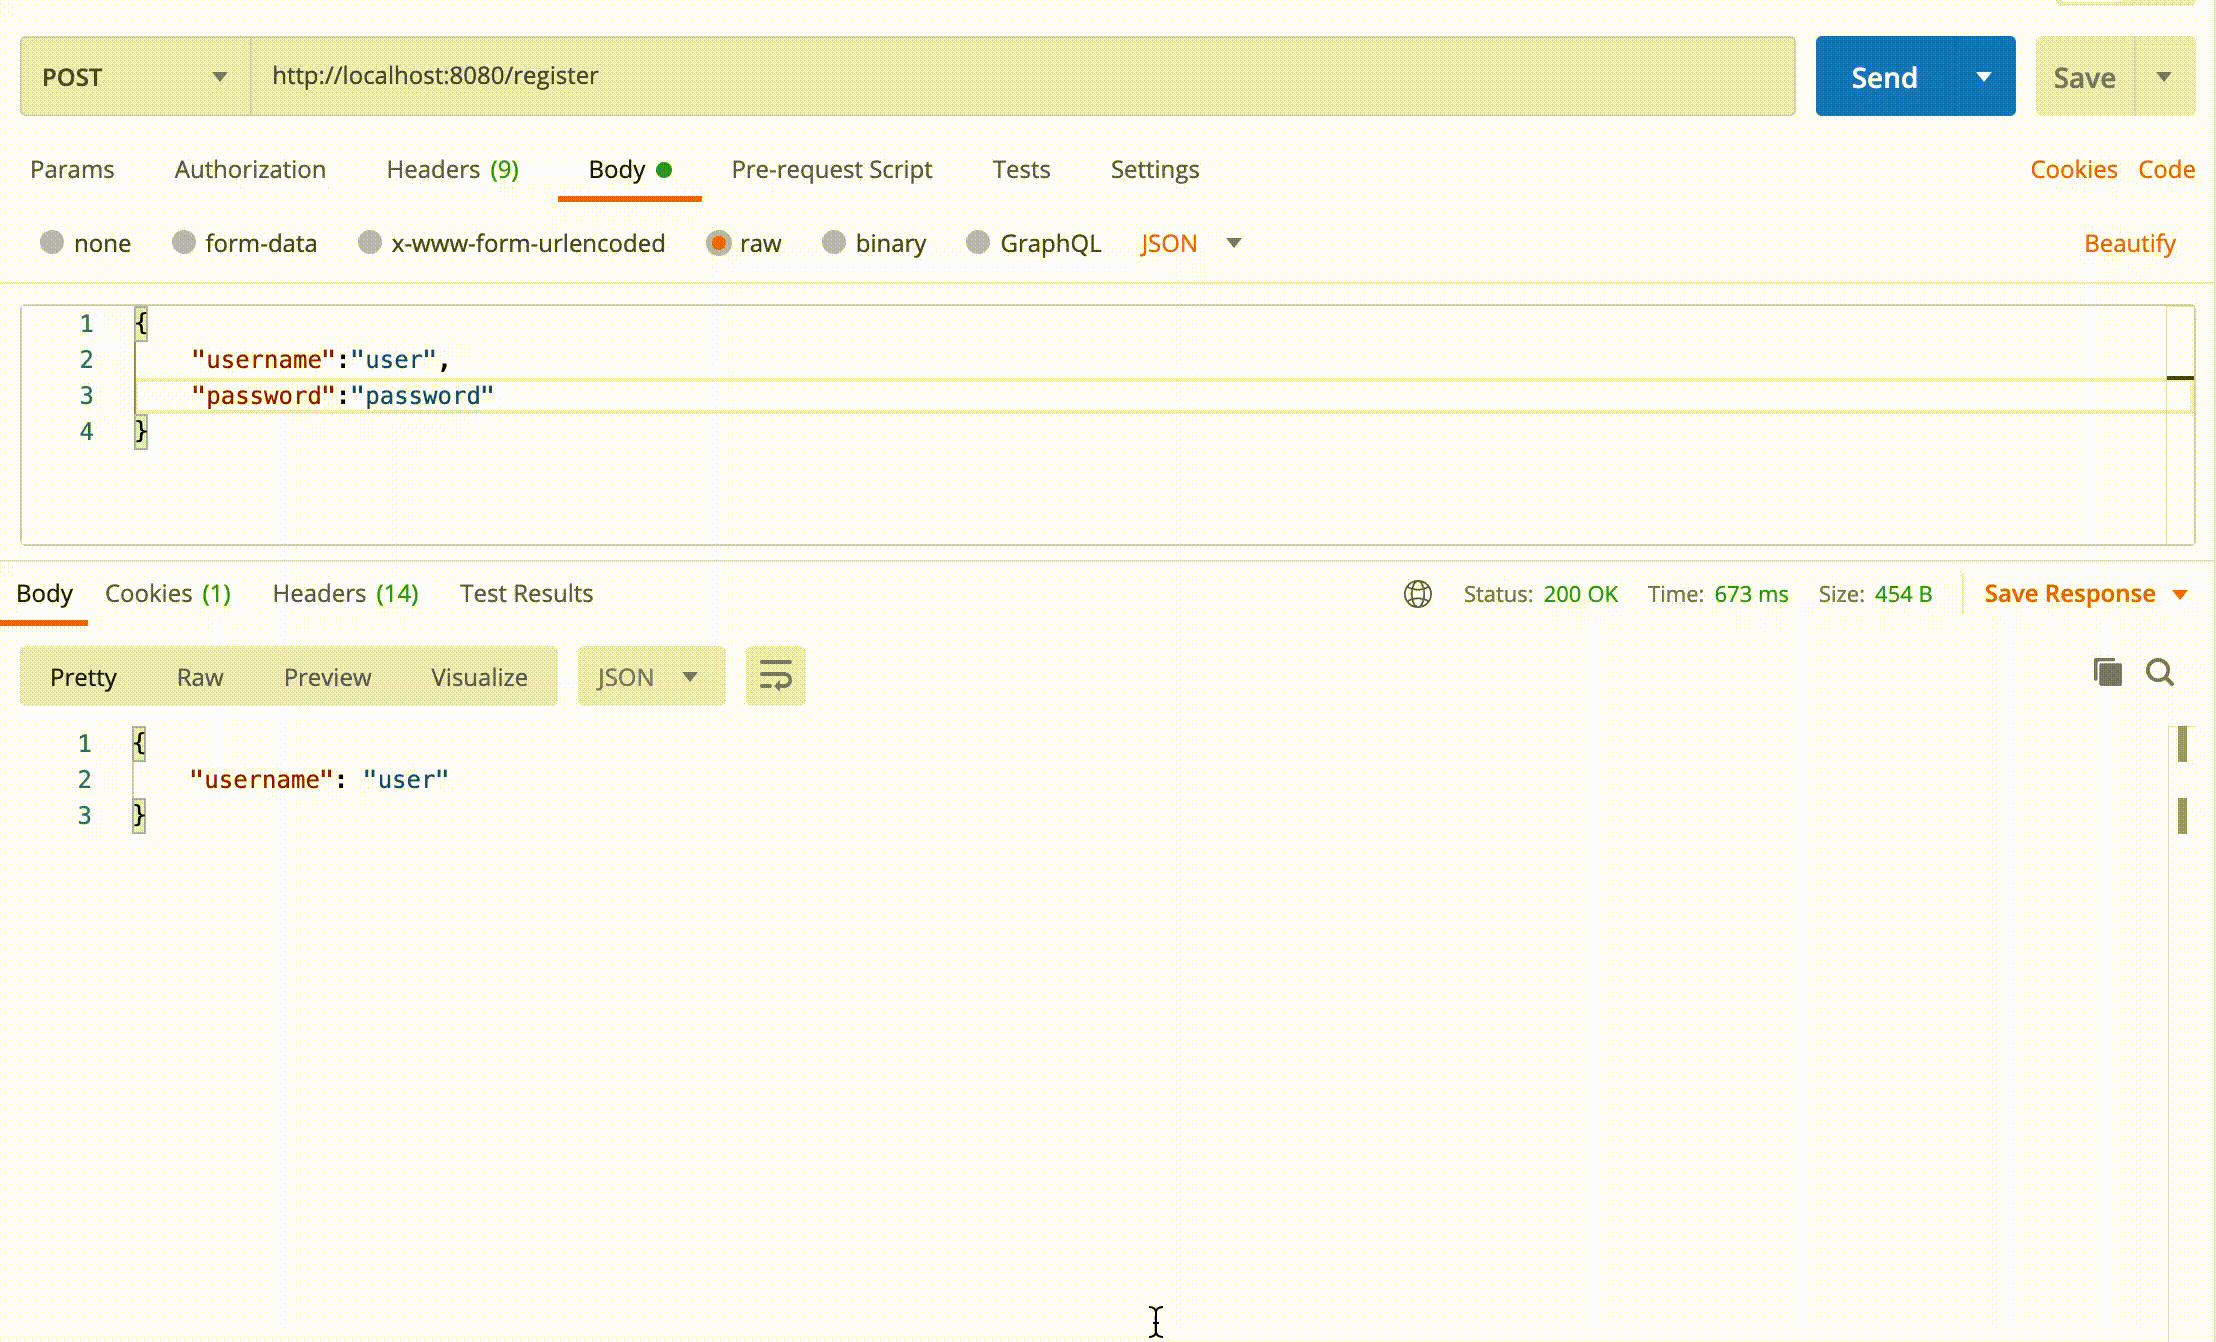 POST http://localhost:8080/register Send Save
Params Authorization Headers (9) Body Pre-request Script Tests Settings Cookies Code
none form-data x-www-form-urlencoded raw binary GraphQL JSON Beautify
1 {
2 "username":"user",
3 "password":"password"
4 }
Body Cookies (1) Headers (14) Test Results Status: 200 OK Time: 673 ms Size: 454 B Save Response
Pretty Raw Preview Visualize JSON
1 {
2 "username": "user"
3 }